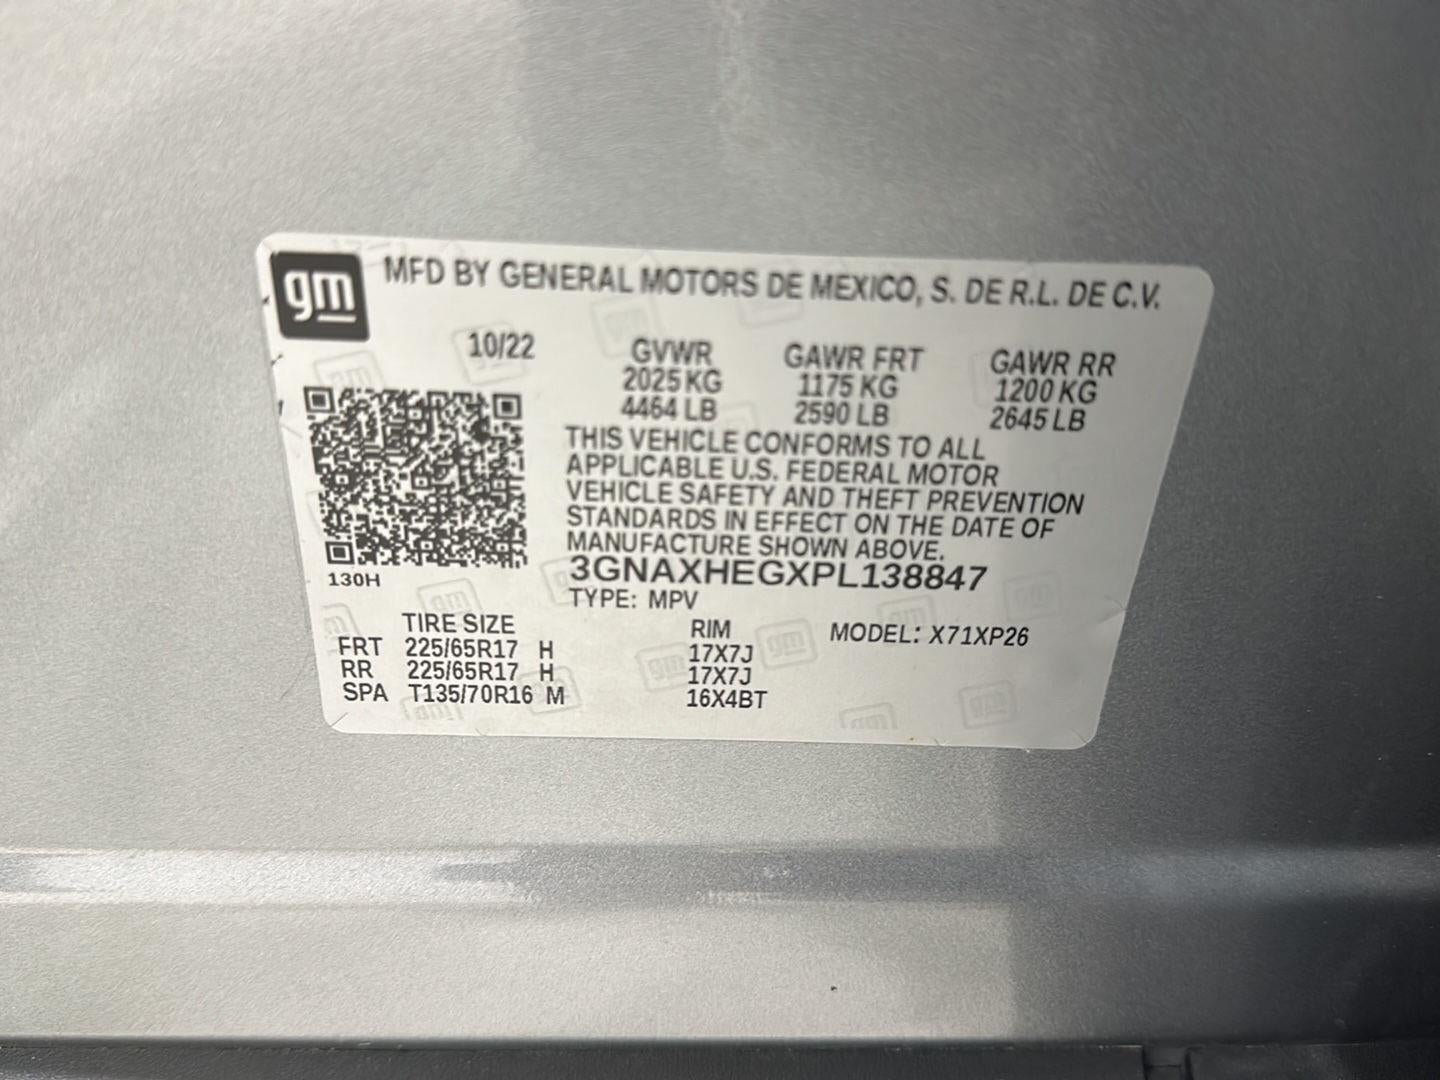 gm MFD BY GENERAL MOTORS DE MEXICO, S. DE R.L. DE C.V.
10/22 GVWR GAWR FRT GAWR RR
2025 KG 1175 KG 1200 KG
4464 LB 2590 LB 2645 LB
THIS VEHICLE CONFORMS TO ALL
APPLICABLE U.S. FEDERAL MOTOR
VEHICLE SAFETY AND THEFT PREVENTION
STANDARDS IN EFFECT ON THE DATE OF
MANUFACTURE SHOWN ABOVE.
3GNAXHEGXPL138847
130H
TYPE: MPV
TIRE SIZE RIM MODEL: X71XP26
FRT 225/65R17 H 17X7J
RR 225/65R17 H 17X7J
SPA T135/70R16 M 16X4BT